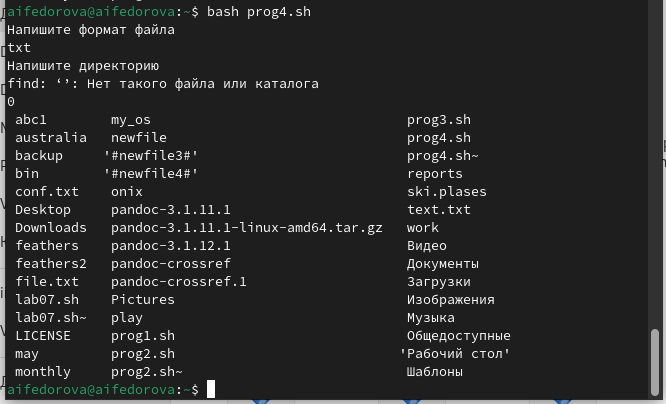 aifedorova@aifedorova:~$ bash prog4.sh
Напишите формат файла
txt
Напишите директорию
find: ‘’: Нет такого файла или каталога
0
abc1 my_os prog3.sh
australia newfile prog4.sh
backup '#newfile3#' prog4.sh~
bin '#newfile4#' reports
conf.txt onix ski.plases
Desktop pandoc-3.1.11.1 text.txt
Downloads pandoc-3.1.11.1-linux-amd64.tar.gz work
feathers pandoc-3.1.12.1 Видео
feathers2 pandoc-crossref Документы
file.txt pandoc-crossref.1 Загрузки
lab07.sh Pictures Изображения
lab07.sh~ play Музыка
LICENSE prog1.sh Общедоступные
may prog2.sh 'Рабочий стол'
monthly prog2.sh~ Шаблоны
aifedorova@aifedorova:~$